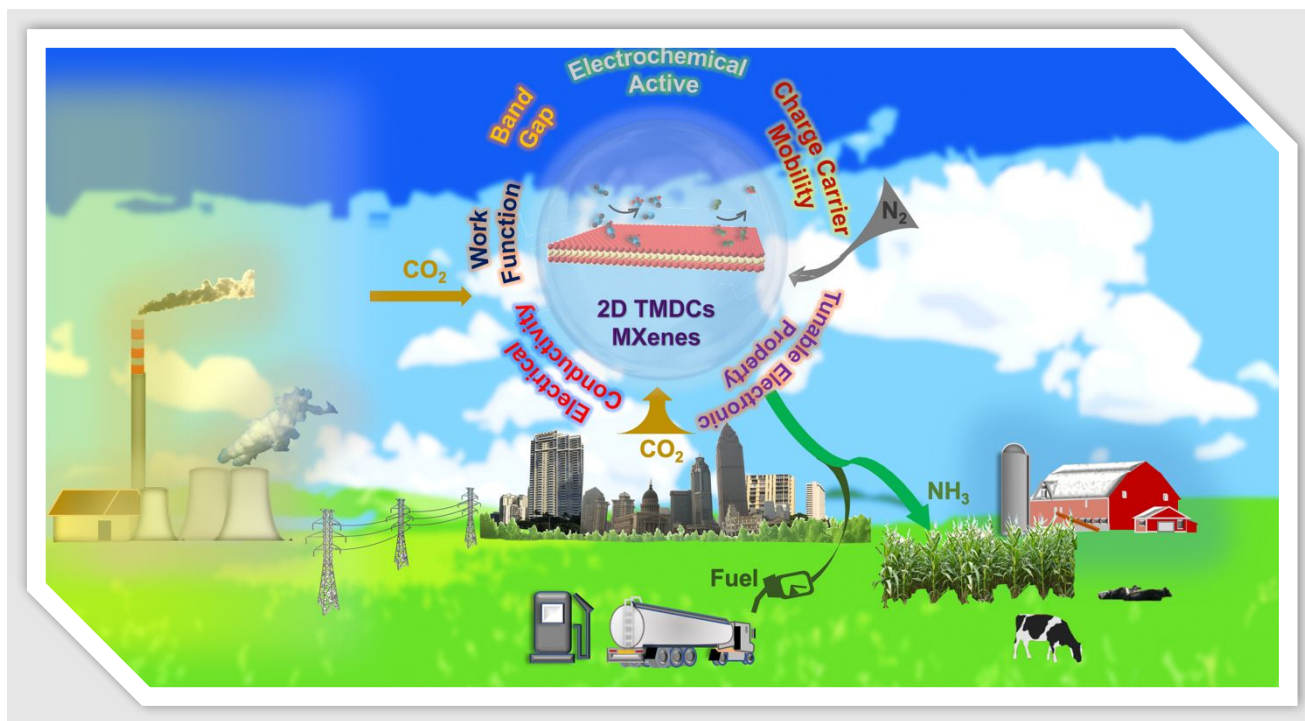 Electrochemical
Active
Band
Gap
Charge Carrier
Mobility
Work
Function
N₂
CO₂
2D TMDCs
MXenes
Electrical
Conductivity
Tunable Electronic
Property
CO₂
NH₃
Fuel